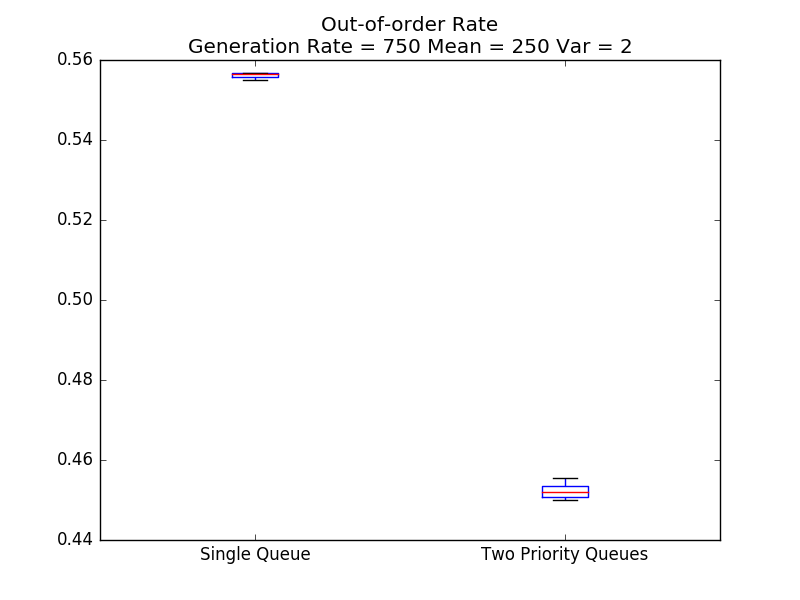 Out-of-order Rate
Generation Rate = 750 Mean = 250 Var = 2
0.56
0.54
0.52
0.50
0.48
0.46
0.44
Single Queue
Two Priority Queues